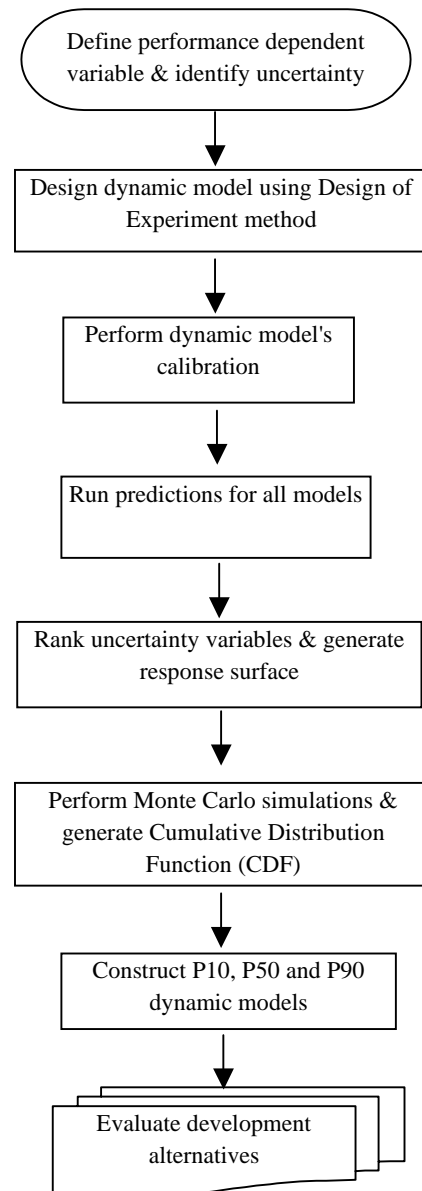 Define performance dependent
variable & identify uncertainty
Design dynamic model using Design of
Experiment method
Perform dynamic model's
calibration
Run predictions for all models
Rank uncertainty variables & generate
response surface
Perform Monte Carlo simulations &
generate Cumulative Distribution
Function (CDF)
Construct P10, P50 and P90
dynamic models
Evaluate development
alternatives